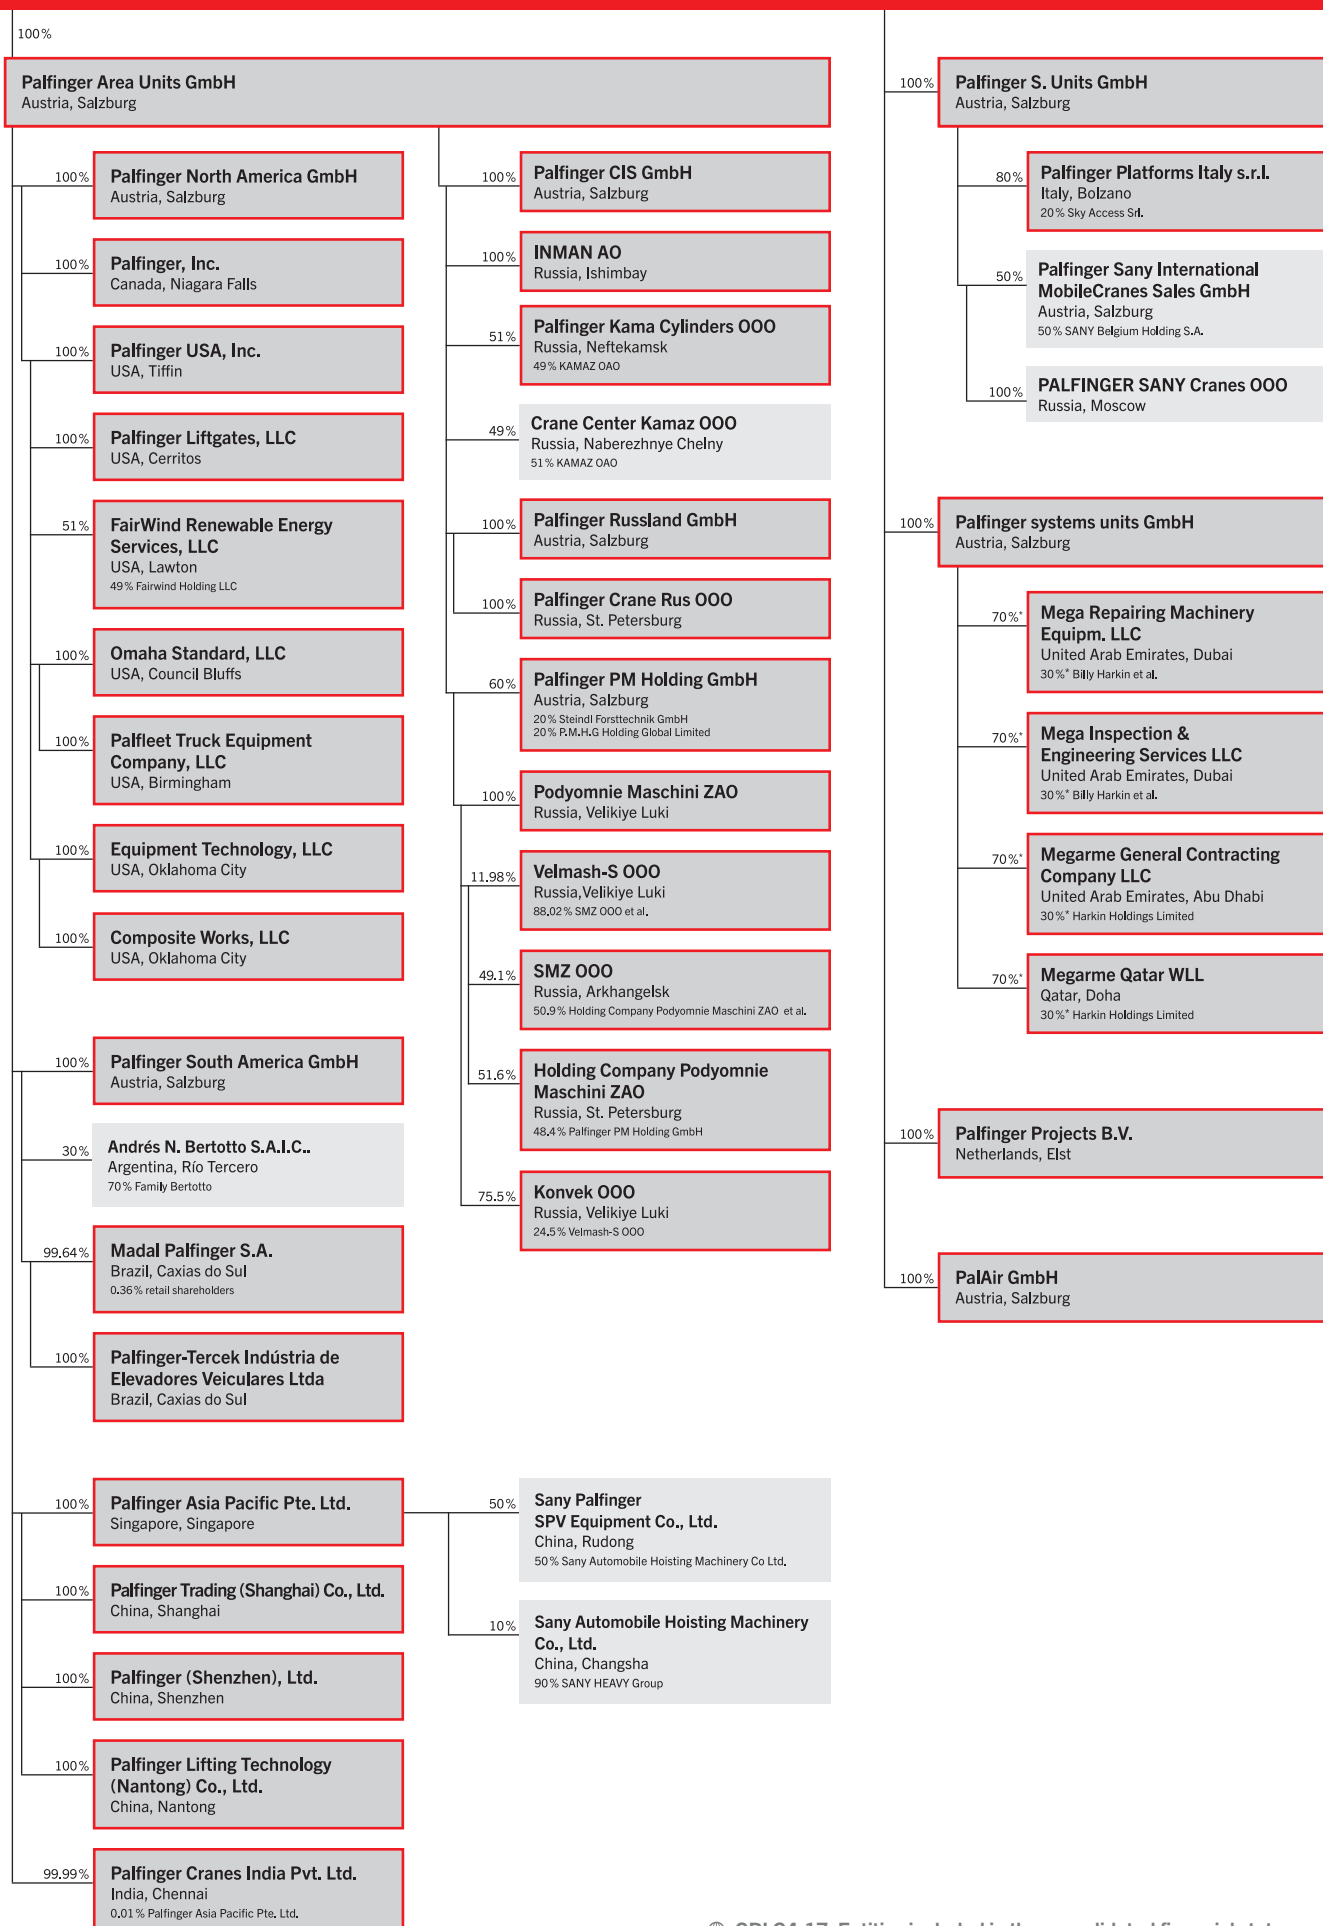 100%
Palfinger Area Units GmbH
Austria, Salzburg
100%
Palfinger North America GmbH
Austria, Salzburg
100%
Palfinger, Inc.
Canada, Niagara Falls
100%
Palfinger USA, Inc.
USA, Tiffin
100%
Palfinger Liftgates, LLC
USA, Cerritos
51%
FairWind Renewable Energy
Services, LLC
USA, Lawton
49% Fairwind Holding LLC
100%
Omaha Standard, LLC
USA, Council Bluffs
100%
Palfleet Truck Equipment
Company, LLC
USA, Birmingham
100%
Equipment Technology, LLC
USA, Oklahoma City
100%
Composite Works, LLC
USA, Oklahoma City
100%
Palfinger South America GmbH
Austria, Salzburg
30%
Andrés N. Bertotto S.A.I.C..
Argentina, Río Tercero
70% Family Bertotto
99.64%
Madal Palfinger S.A.
Brazil, Caxias do Sul
0.36% retail shareholders
100%
Palfinger-Tercek Indústria de
Elevadores Veiculares Ltda
Brazil, Caxias do Sul
100%
Palfinger Asia Pacific Pte. Ltd.
Singapore, Singapore
100%
Palfinger Trading (Shanghai) Co., Ltd.
China, Shanghai
100%
Palfinger (Shenzhen), Ltd.
China, Shenzhen
100%
Palfinger Lifting Technology
(Nantong) Co., Ltd.
China, Nantong
99.99%
Palfinger Cranes India Pvt. Ltd.
India, Chennai
0.01% Palfinger Asia Pacific Pte. Ltd.
100%
Palfinger CIS GmbH
Austria, Salzburg
100%
INMAN AO
Russia, Ishimbay
51%
Palfinger Kama Cylinders OOO
Russia, Neftekamsk
49% KAMAZ OAO
49%
Crane Center Kamaz OOO
Russia, Naberezhnye Chelny
51% KAMAZ OAO
100%
Palfinger Russland GmbH
Austria, Salzburg
100%
Palfinger Crane Rus OOO
Russia, St. Petersburg
60%
Palfinger PM Holding GmbH
Austria, Salzburg
20% Steindl Forsttechnik GmbH
20% P.M.H.G Holding Global Limited
100%
Podyomnie Maschini ZAO
Russia, Velikiye Luki
11.98%
Velmash-S OOO
Russia,Velikiye Luki
88.02% SMZ OOO et al.
49.1%
SMZ OOO
Russia, Arkhangelsk
50.9% Holding Company Podyomnie Maschini ZAO et al.
51.6%
Holding Company Podyomnie
Maschini ZAO
Russia, St. Petersburg
48.4% Palfinger PM Holding GmbH
75.5%
Konvek OOO
Russia, Velikiye Luki
24.5% Velmash-S OOO
50%
Sany Palfinger
SPV Equipment Co., Ltd.
China, Rudong
50% Sany Automobile Hoisting Machinery Co Ltd.
10%
Sany Automobile Hoisting Machinery
Co., Ltd.
China, Changsha
90% SANY HEAVY Group
100%
Palfinger S. Units GmbH
Austria, Salzburg
80%
Palfinger Platforms Italy s.r.l.
Italy, Bolzano
20% Sky Access Srl.
50%
Palfinger Sany International
MobileCranes Sales GmbH
Austria, Salzburg
50% SANY Belgium Holding S.A.
100%
PALFINGER SANY Cranes OOO
Russia, Moscow
100%
Palfinger systems units GmbH
Austria, Salzburg
70%*
Mega Repairing Machinery
Equipm. LLC
United Arab Emirates, Dubai
30%* Billy Harkin et al.
70%*
Mega Inspection &
Engineering Services LLC
United Arab Emirates, Dubai
30%* Billy Harkin et al.
70%*
Megarme General Contracting
Company LLC
United Arab Emirates, Abu Dhabi
30%* Harkin Holdings Limited
70%*
Megarme Qatar WLL
Qatar, Doha
30%* Harkin Holdings Limited
100%
Palfinger Projects B.V.
Netherlands, Elst
100%
PalAir GmbH
Austria, Salzburg